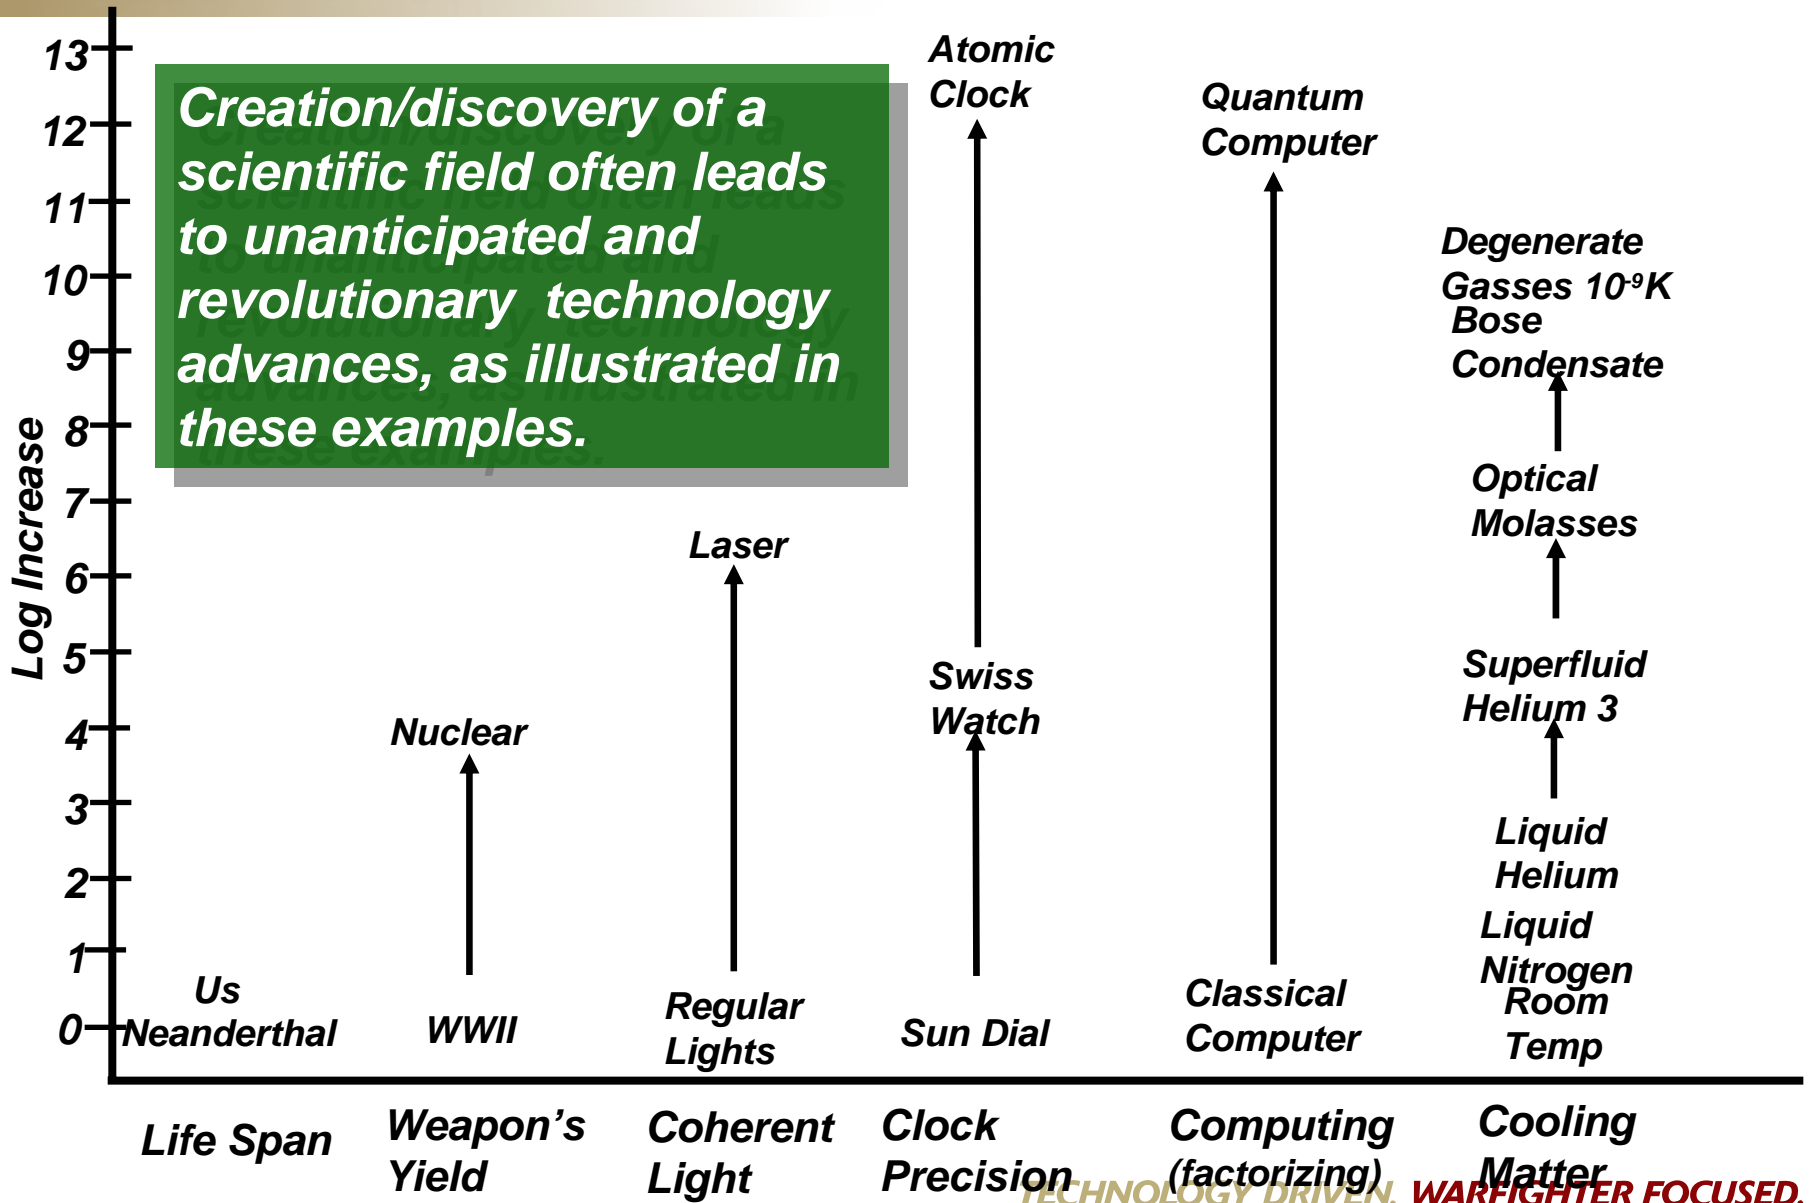 Log Increase
13
12
11
10
9
8
7
6
5
4
3
2
1
0
Creation/discovery of a
scientific field often leads
to unanticipated and
revolutionary technology
advances, as illustrated in
these examples.
Us
Neanderthal
Nuclear
WWII
Laser
Regular
Lights
Atomic
Clock
Swiss
Watch
Sun Dial
Quantum
Computer
Classical
Computer
Degenerate
Gasses 10⁻⁹K
Bose
Condensate
Optical
Molasses
Superfluid
Helium 3
Liquid
Helium
Liquid
Nitrogen
Room
Temp
Life Span
Weapon’s
Yield
Coherent
Light
Clock
Precision
Computing
(factorizing)
Cooling
Matter
TECHNOLOGY DRIVEN. WARFIGHTER FOCUSED.